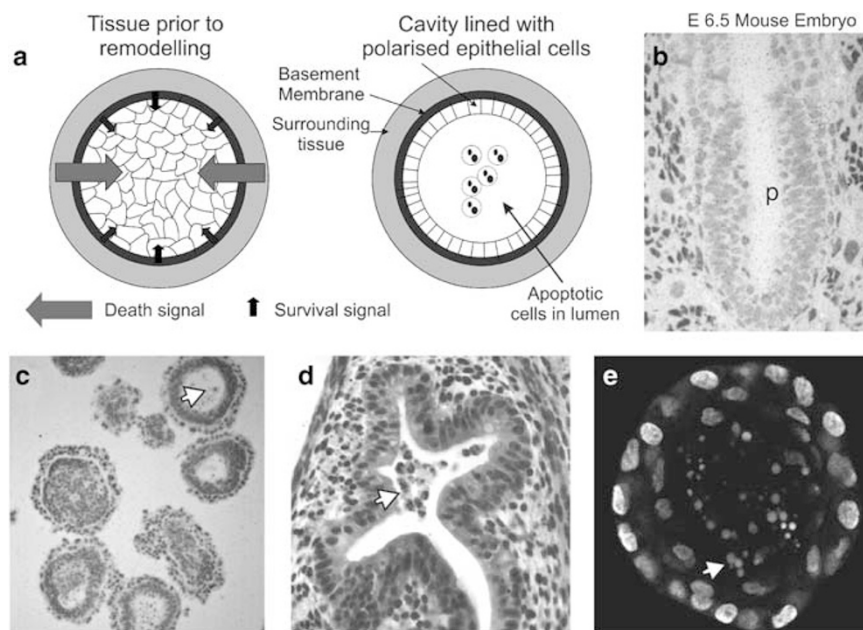 Tissue prior to
remodelling
Cavity lined with
polarised epithelial cells
E 6.5 Mouse Embryo
a
b
Basement
Membrane
Surrounding
tissue
p
Apoptotic
cells in lumen
Death signal
Survival signal
c
d
e